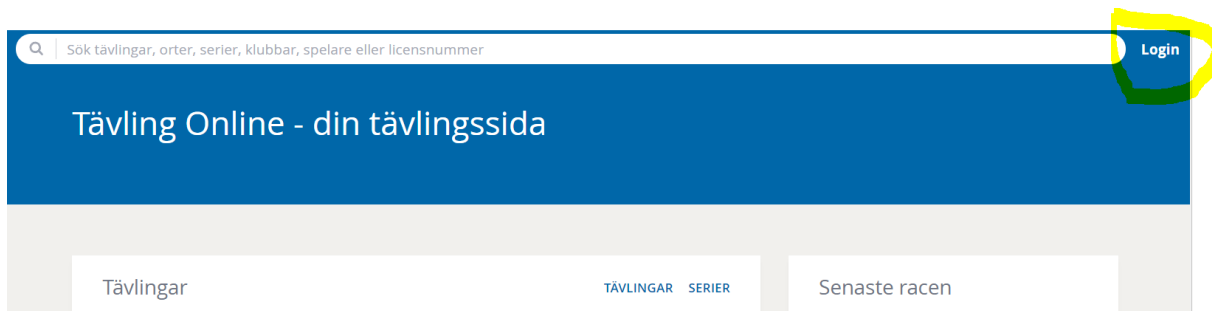 Sök tävlingar, orter, serier, klubbar, spelare eller licensnummer Login
Tävling Online - din tävlingssida
Tävlingar TÄVLINGAR SERIER Senaste racen